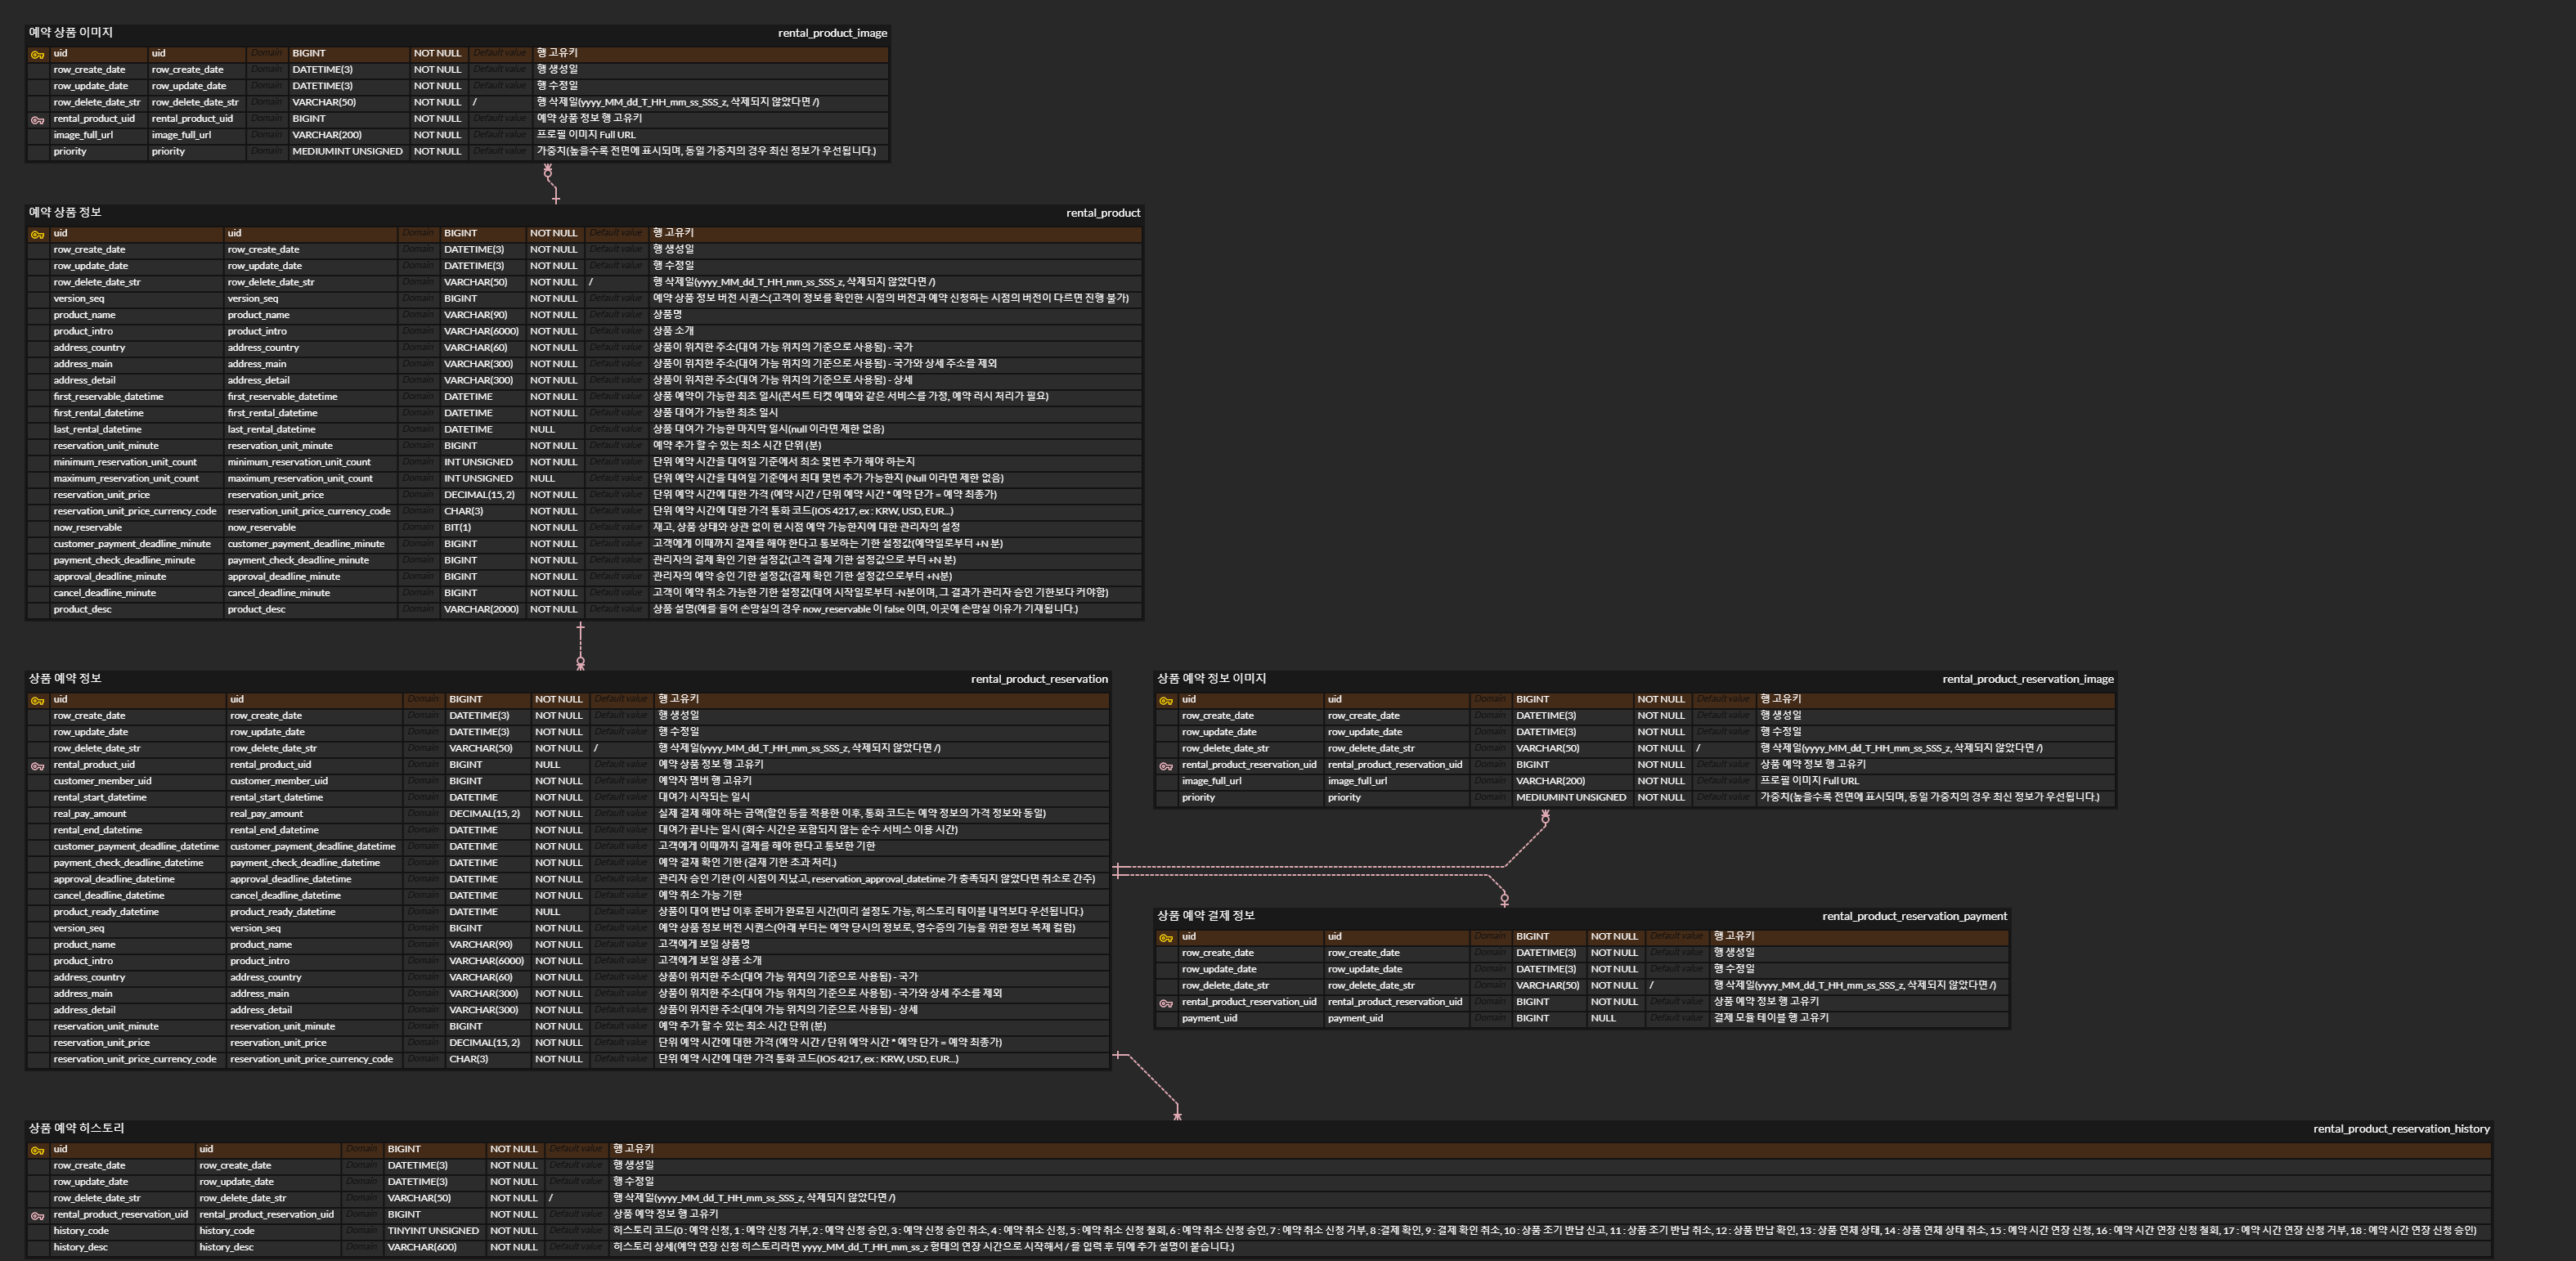 예약 상품 이미지 rental_product_image
uid uid Domain BIGINT NOT NULL Default value 행 고유키
row_create_date row_create_date Domain DATETIME(3) NOT NULL Default value 행 생성일
row_update_date row_update_date Domain DATETIME(3) NOT NULL Default value 행 수정일
row_delete_date_str row_delete_date_str Domain VARCHAR(50) NOT NULL / 행 삭제일(yyyy_MM_dd_T_HH_mm_ss_SSS_z, 삭제되지 않았다면 /)
rental_product_uid rental_product_uid Domain BIGINT NOT NULL Default value 예약 상품 정보 행 고유키
image_full_url image_full_url Domain VARCHAR(200) NOT NULL Default value 프로필 이미지 Full URL
priority priority Domain MEDIUMINT UNSIGNED NOT NULL Default value 가중치(높을수록 전면에 표시되며, 동일 가중치의 경우 최신 정보가 우선됩니다.)
예약 상품 정보 rental_product
uid uid Domain BIGINT NOT NULL Default value 행 고유키
row_create_date row_create_date Domain DATETIME(3) NOT NULL Default value 행 생성일
row_update_date row_update_date Domain DATETIME(3) NOT NULL Default value 행 수정일
row_delete_date_str row_delete_date_str Domain VARCHAR(50) NOT NULL / 행 삭제일(yyyy_MM_dd_T_HH_mm_ss_SSS_z, 삭제되지 않았다면 /)
version_seq version_seq Domain BIGINT NOT NULL Default value 예약 상품 정보 버전 시퀀스(고객이 정보를 확인한 시점의 버전과 예약 신청하는 시점의 버전이 다르면 진행 불가)
product_name product_name Domain VARCHAR(90) NOT NULL Default value 상품명
product_intro product_intro Domain VARCHAR(6000) NOT NULL Default value 상품 소개
address_country address_country Domain VARCHAR(60) NOT NULL Default value 상품이 위치한 주소(대여 가능 위치의 기준으로 사용됨) - 국가
address_main address_main Domain VARCHAR(300) NOT NULL Default value 상품이 위치한 주소(대여 가능 위치의 기준으로 사용됨) - 국가와 상세 주소를 제외
address_detail address_detail Domain VARCHAR(300) NOT NULL Default value 상품이 위치한 주소(대여 가능 위치의 기준으로 사용됨) - 상세
first_reservable_datetime first_reservable_datetime Domain DATETIME NOT NULL Default value 상품 예약이 가능한 최초 일시(콘서트 티켓 예매와 같은 서비스를 가정, 예약 러시 처리가 필요)
first_rental_datetime first_rental_datetime Domain DATETIME NOT NULL Default value 상품 대여가 가능한 최초 일시
last_rental_datetime last_rental_datetime Domain DATETIME NULL Default value 상품 대여가 가능한 마지막 일시(null 이라면 제한 없음)
reservation_unit_minute reservation_unit_minute Domain BIGINT NOT NULL Default value 예약 추가 할 수 있는 최소 시간 단위 (분)
minimum_reservation_unit_count minimum_reservation_unit_count Domain INT UNSIGNED NOT NULL Default value 단위 예약 시간을 대여일 기준에서 최소 몇번 추가 해야 하는지
maximum_reservation_unit_count maximum_reservation_unit_count Domain INT UNSIGNED NULL Default value 단위 예약 시간을 대여일 기준에서 최대 몇번 추가 가능한지 (Null 이라면 제한 없음)
reservation_unit_price reservation_unit_price Domain DECIMAL(15, 2) NOT NULL Default value 단위 예약 시간에 대한 가격 (예약 시간 / 단위 예약 시간 * 예약 단가 = 예약 최종가)
reservation_unit_price_currency_code reservation_unit_price_currency_code Domain CHAR(3) NOT NULL Default value 단위 예약 시간에 대한 가격 통화 코드(IOS 4217, ex : KRW, USD, EUR...)
now_reservable now_reservable Domain BIT(1) NOT NULL Default value 재고, 상품 상태와 상관 없이 현 시점 예약 가능한지에 대한 관리자의 설정
customer_payment_deadline_minute customer_payment_deadline_minute Domain BIGINT NOT NULL Default value 고객에게 이때까지 결제를 해야 한다고 통보하는 기한 설정값(예약일로부터 +N 분)
payment_check_deadline_minute payment_check_deadline_minute Domain BIGINT NOT NULL Default value 관리자의 결제 확인 기한 설정값(고객 결제 기한 설정값으로 부터 +N 분)
approval_deadline_minute approval_deadline_minute Domain BIGINT NOT NULL Default value 관리자의 예약 승인 기한 설정값(결제 확인 기한 설정값으로부터 +N분)
cancel_deadline_minute cancel_deadline_minute Domain BIGINT NOT NULL Default value 고객이 예약 취소 가능한 기한 설정값(대여 시작일로부터 -N분이며, 그 결과가 관리자 승인 기한보다 커야함)
product_desc product_desc Domain VARCHAR(2000) NOT NULL Default value 상품 설명(예를 들어 손망실의 경우 now_reservable 이 false 이며, 이곳에 손망실 이유가 기재됩니다.)
상품 예약 정보 rental_product_reservation
uid uid Domain BIGINT NOT NULL Default value 행 고유키
row_create_date row_create_date Domain DATETIME(3) NOT NULL Default value 행 생성일
row_update_date row_update_date Domain DATETIME(3) NOT NULL Default value 행 수정일
row_delete_date_str row_delete_date_str Domain VARCHAR(50) NOT NULL / 행 삭제일(yyyy_MM_dd_T_HH_mm_ss_SSS_z, 삭제되지 않았다면 /)
rental_product_uid rental_product_uid Domain BIGINT NULL Default value 예약 상품 정보 행 고유키
customer_member_uid customer_member_uid Domain BIGINT NOT NULL Default value 예약자 멤버 행 고유키
rental_start_datetime rental_start_datetime Domain DATETIME NOT NULL Default value 대여가 시작되는 일시
real_pay_amount real_pay_amount Domain DECIMAL(15, 2) NOT NULL Default value 실제 결제 해야 하는 금액(할인 등을 적용한 이후, 통화 코드는 예약 정보의 가격 정보와 동일)
rental_end_datetime rental_end_datetime Domain DATETIME NOT NULL Default value 대여가 끝나는 일시 (회수 시간은 포함되지 않는 순수 서비스 이용 시간)
customer_payment_deadline_datetime customer_payment_deadline_datetime Domain DATETIME NOT NULL Default value 고객에게 이때까지 결제를 해야 한다고 통보한 기한
payment_check_deadline_datetime payment_check_deadline_datetime Domain DATETIME NOT NULL Default value 예약 결재 확인 기한 (결재 기한 초과 처리.)
approval_deadline_datetime approval_deadline_datetime Domain DATETIME NOT NULL Default value 관리자 승인 기한 (이 시점이 지났고, reservation_approval_datetime 가 충족되지 않았다면 취소로 간주)
cancel_deadline_datetime cancel_deadline_datetime Domain DATETIME NOT NULL Default value 예약 취소 가능 기한
product_ready_datetime product_ready_datetime Domain DATETIME NULL Default value 상품이 대여 반납 이후 준비가 완료된 시간(미리 설정도 가능, 히스토리 테이블 내역보다 우선됩니다.)
version_seq version_seq Domain BIGINT NOT NULL Default value 예약 상품 정보 버전 시퀀스(아래 부터는 예약 당시의 정보로, 영수증의 기능을 위한 정보 복제 컬럼)
product_name product_name Domain VARCHAR(90) NOT NULL Default value 고객에게 보일 상품명
product_intro product_intro Domain VARCHAR(6000) NOT NULL Default value 고객에게 보일 상품 소개
address_country address_country Domain VARCHAR(60) NOT NULL Default value 상품이 위치한 주소(대여 가능 위치의 기준으로 사용됨) - 국가
address_main address_main Domain VARCHAR(300) NOT NULL Default value 상품이 위치한 주소(대여 가능 위치의 기준으로 사용됨) - 국가와 상세 주소를 제외
address_detail address_detail Domain VARCHAR(300) NOT NULL Default value 상품이 위치한 주소(대여 가능 위치의 기준으로 사용됨) - 상세
reservation_unit_minute reservation_unit_minute Domain BIGINT NOT NULL Default value 예약 추가 할 수 있는 최소 시간 단위 (분)
reservation_unit_price reservation_unit_price Domain DECIMAL(15, 2) NOT NULL Default value 단위 예약 시간에 대한 가격 (예약 시간 / 단위 예약 시간 * 예약 단가 = 예약 최종가)
reservation_unit_price_currency_code reservation_unit_price_currency_code Domain CHAR(3) NOT NULL Default value 단위 예약 시간에 대한 가격 통화 코드(IOS 4217, ex : KRW, USD, EUR...)
상품 예약 정보 이미지 rental_product_reservation_image
uid uid Domain BIGINT NOT NULL Default value 행 고유키
row_create_date row_create_date Domain DATETIME(3) NOT NULL Default value 행 생성일
row_update_date row_update_date Domain DATETIME(3) NOT NULL Default value 행 수정일
row_delete_date_str row_delete_date_str Domain VARCHAR(50) NOT NULL / 행 삭제일(yyyy_MM_dd_T_HH_mm_ss_SSS_z, 삭제되지 않았다면 /)
rental_product_reservation_uid rental_product_reservation_uid Domain BIGINT NOT NULL Default value 상품 예약 정보 행 고유키
image_full_url image_full_url Domain VARCHAR(200) NOT NULL Default value 프로필 이미지 Full URL
priority priority Domain MEDIUMINT UNSIGNED NOT NULL Default value 가중치(높을수록 전면에 표시되며, 동일 가중치의 경우 최신 정보가 우선됩니다.)
상품 예약 결제 정보 rental_product_reservation_payment
uid uid Domain BIGINT NOT NULL Default value 행 고유키
row_create_date row_create_date Domain DATETIME(3) NOT NULL Default value 행 생성일
row_update_date row_update_date Domain DATETIME(3) NOT NULL Default value 행 수정일
row_delete_date_str row_delete_date_str Domain VARCHAR(50) NOT NULL / 행 삭제일(yyyy_MM_dd_T_HH_mm_ss_SSS_z, 삭제되지 않았다면 /)
rental_product_reservation_uid rental_product_reservation_uid Domain BIGINT NOT NULL Default value 상품 예약 정보 행 고유키
payment_uid payment_uid Domain BIGINT NULL Default value 결제 모듈 테이블 행 고유키
상품 예약 히스토리 rental_product_reservation_history
uid uid Domain BIGINT NOT NULL Default value 행 고유키
row_create_date row_create_date Domain DATETIME(3) NOT NULL Default value 행 생성일
row_update_date row_update_date Domain DATETIME(3) NOT NULL Default value 행 수정일
row_delete_date_str row_delete_date_str Domain VARCHAR(50) NOT NULL / 행 삭제일(yyyy_MM_dd_T_HH_mm_ss_SSS_z, 삭제되지 않았다면 /)
rental_product_reservation_uid rental_product_reservation_uid Domain BIGINT NOT NULL Default value 상품 예약 정보 행 고유키
history_code history_code Domain TINYINT UNSIGNED NOT NULL Default value 히스토리 코드(0 : 예약 신청, 1 : 예약 신청 거부, 2 : 예약 신청 승인, 3 : 예약 신청 승인 취소, 4 : 예약 취소 신청, 5 : 예약 취소 신청 철회, 6 : 예약 취소 신청 승인, 7 : 예약 취소 신청 거부, 8 :결제 확인, 9 : 결제 확인 취소, 10 : 상품 조기 반납 신고, 11 : 상품 조기 반납 취소, 12 : 상품 반납 확인, 13 : 상품 연체 상태, 14 : 상품 연체 상태 취소, 15 : 예약 시간 연장 신청, 16 : 예약 시간 연장 신청 철회, 17 : 예약 시간 연장 신청 거부, 18 : 예약 시간 연장 신청 승인)
history_desc history_desc Domain VARCHAR(600) NOT NULL Default value 히스토리 상세(예약 연장 신청 히스토리라면 yyyy_MM_dd_T_HH_mm_ss_z 형태의 연장 시간으로 시작해서 / 를 입력 후 뒤에 추가 설명이 붙습니다.)